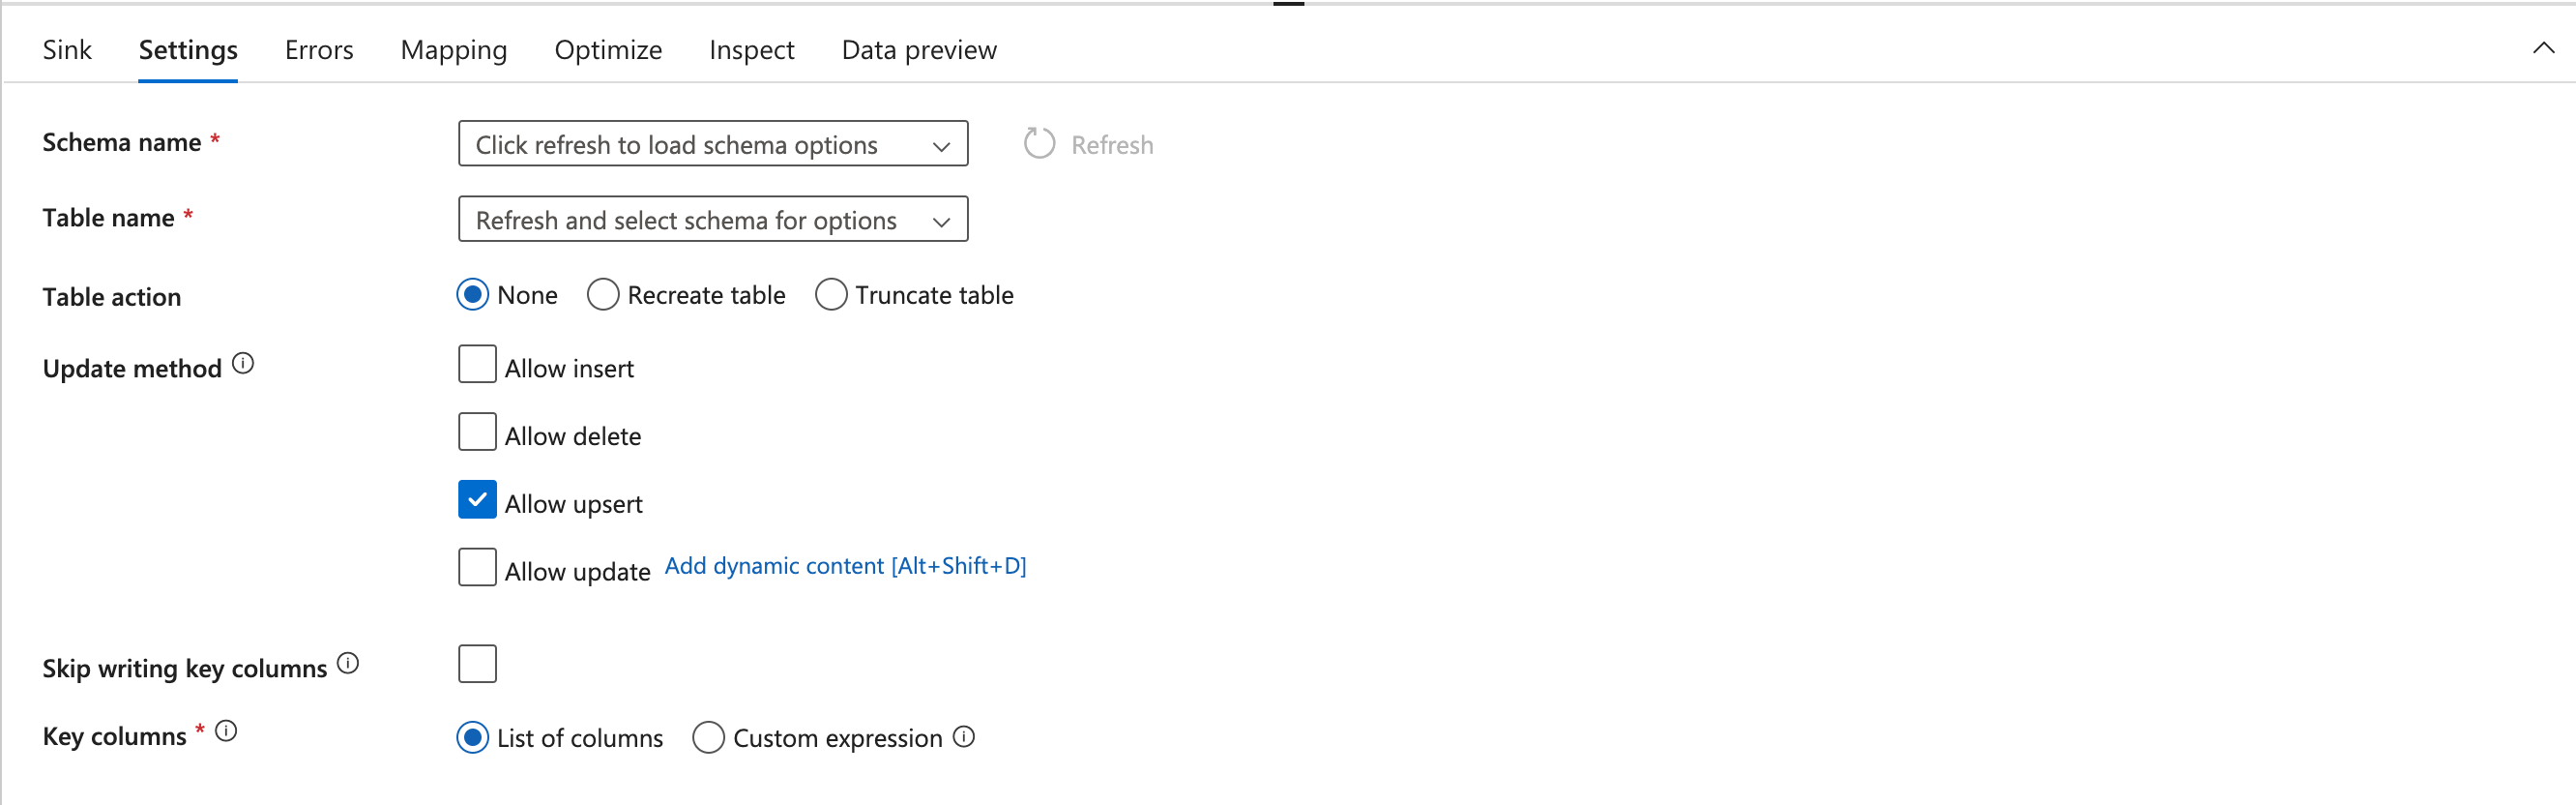 Sink Settings Errors Mapping Optimize Inspect Data preview
Schema name * Click refresh to load schema options Refresh
Table name * Refresh and select schema for options
Table action None Recreate table Truncate table
Update method Allow insert
Allow delete
Allow upsert
Allow update Add dynamic content [Alt+Shift+D]
Skip writing key columns
Key columns * List of columns Custom expression